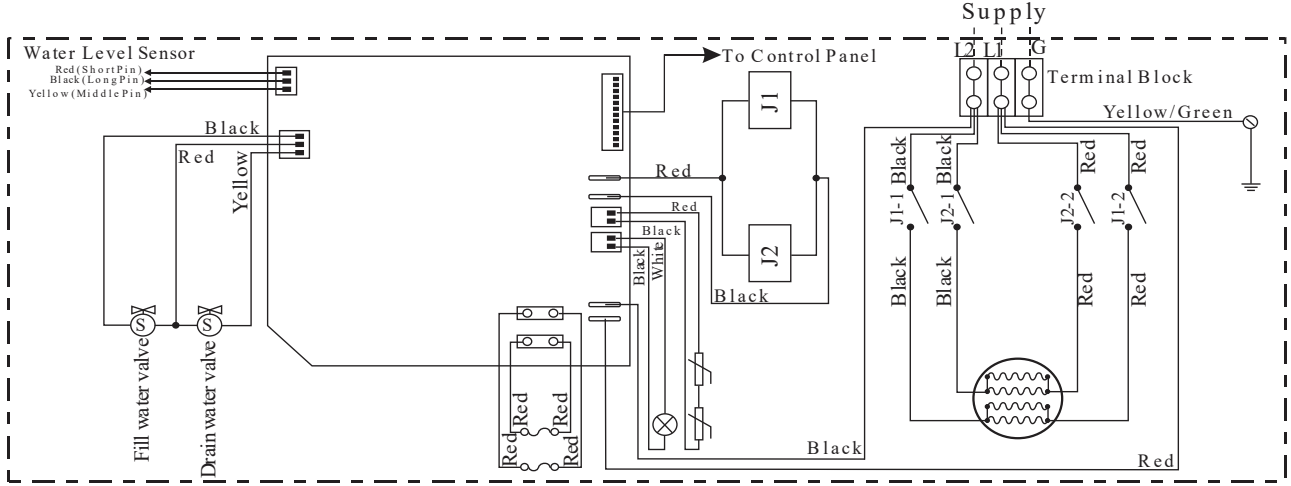 Supply
L2 L1 G
Water Level Sensor
To Control Panel
Red(ShortPin)
Black(LongPin)
Yellow(MiddlePin)
Terminal Block
J1
Yellow/Green
Black
Red
Yellow
Red
Red
Black
White
Black
J2
Black
Black
Black
Red
Red
J1-1
J2-1
J2-2
J1-2
Black
Black
Red
Red
S
S
Fill water valve
Drain water valve
Red
Red
Red
Red
Black
Red